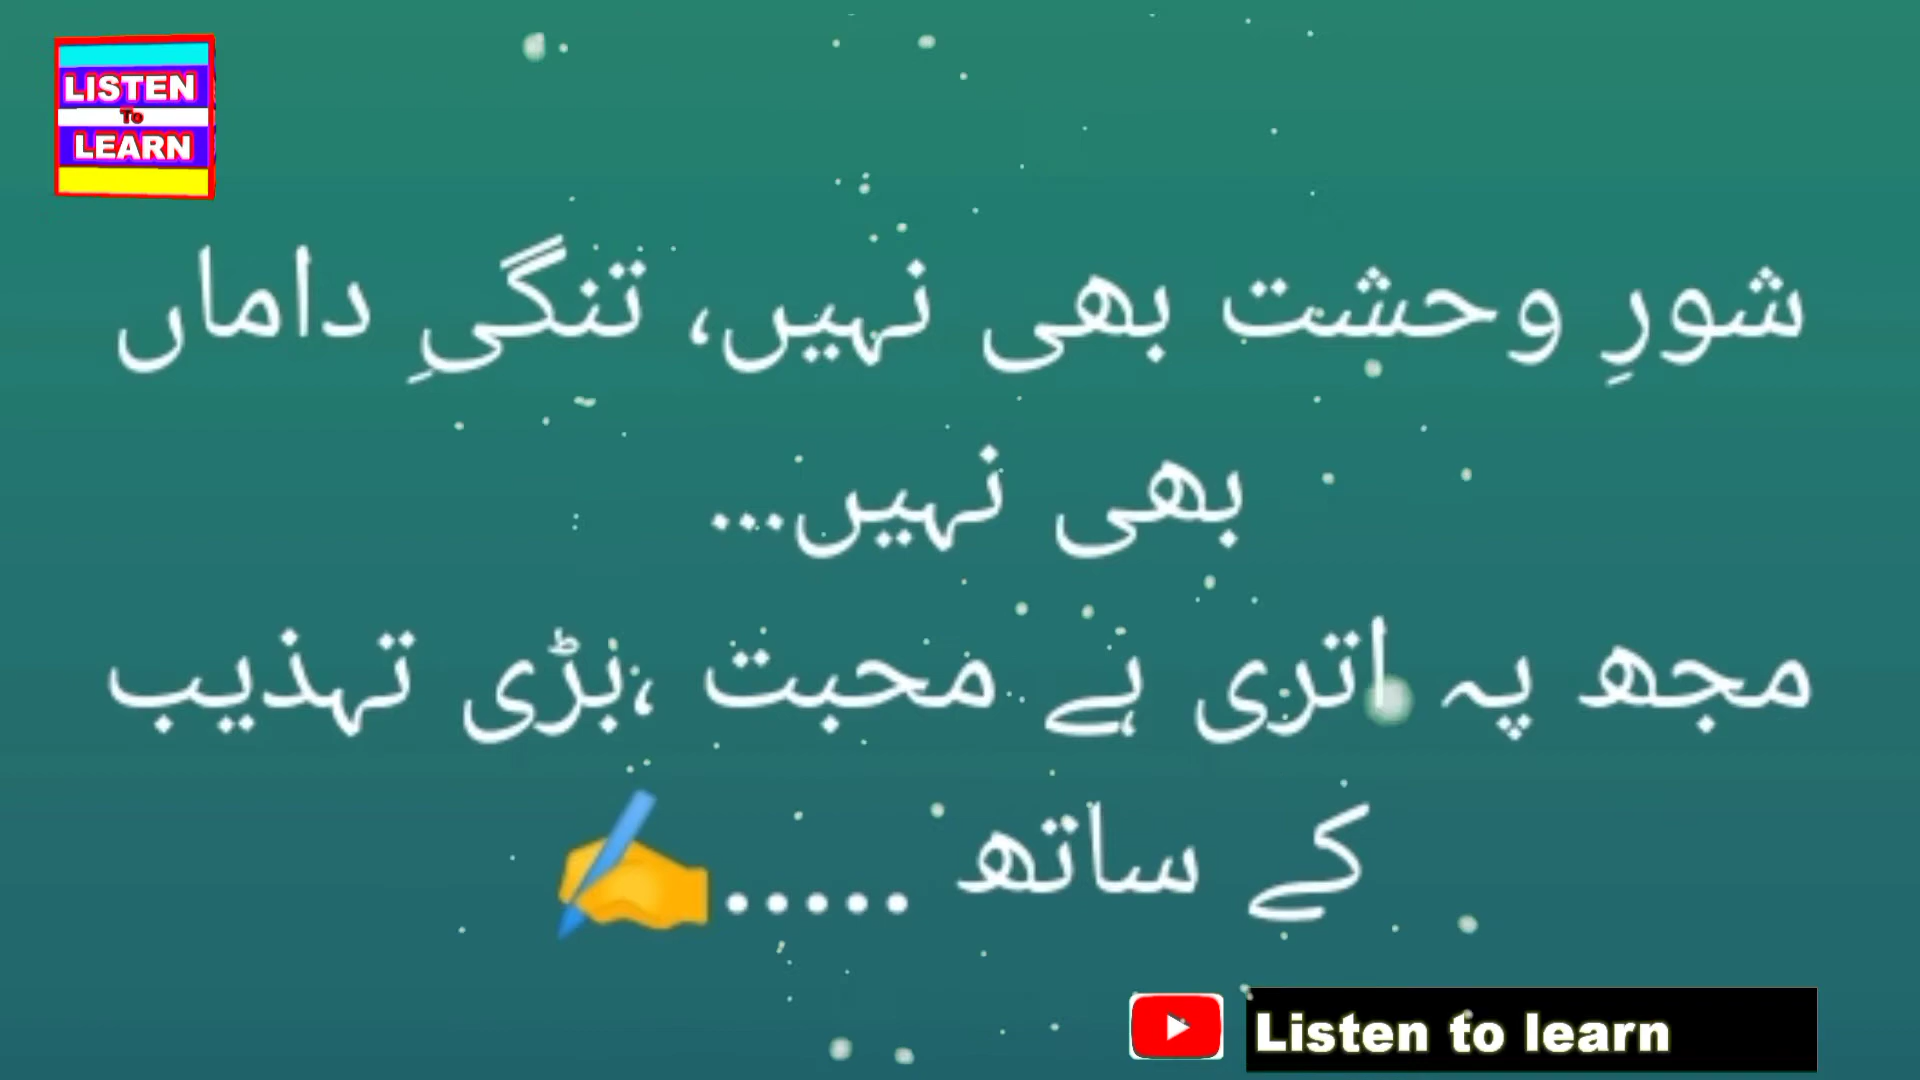 LISTEN
To
LEARN
شورِ وحشت بھی نہیں، تنگیِ داماں
بھی نہیں...
مجھ پہ اتری ہے محبت ،بڑی تہذیب
کے ساتھ .....✍
Listen to learn